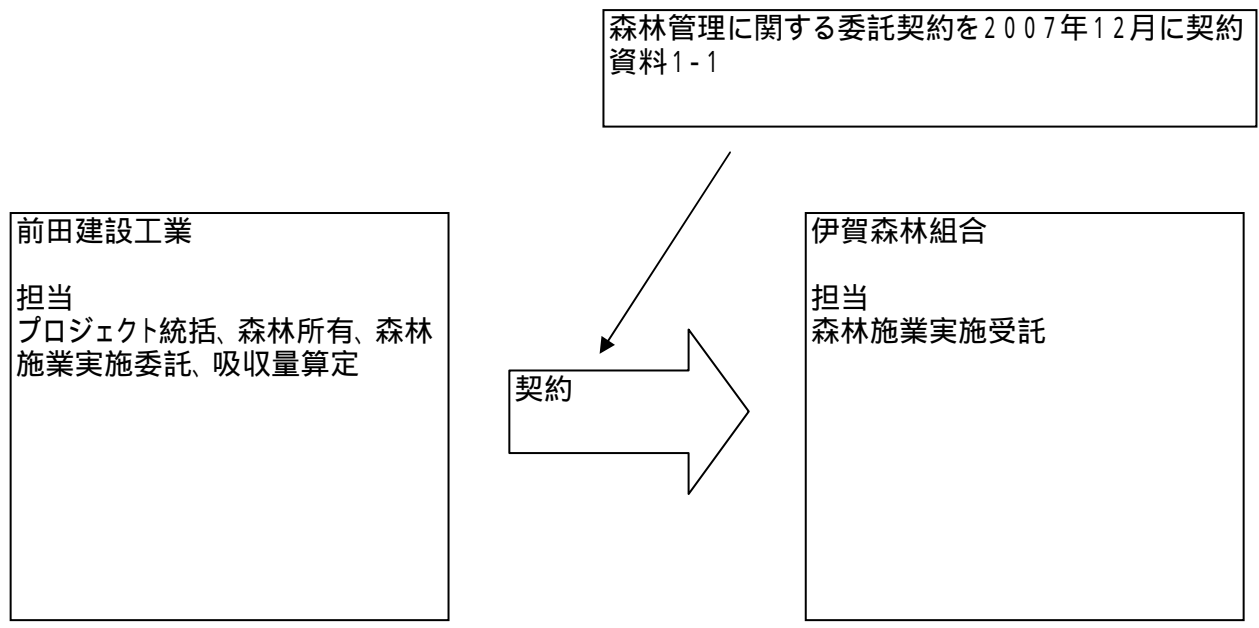 森林管理に関する委託契約を2007年12月に契約
資料1-1
前田建設工業
担当
プロジェクト統括、森林所有、森林
施業実施委託、吸収量算定
契約
伊賀森林組合
担当
森林施業実施受託